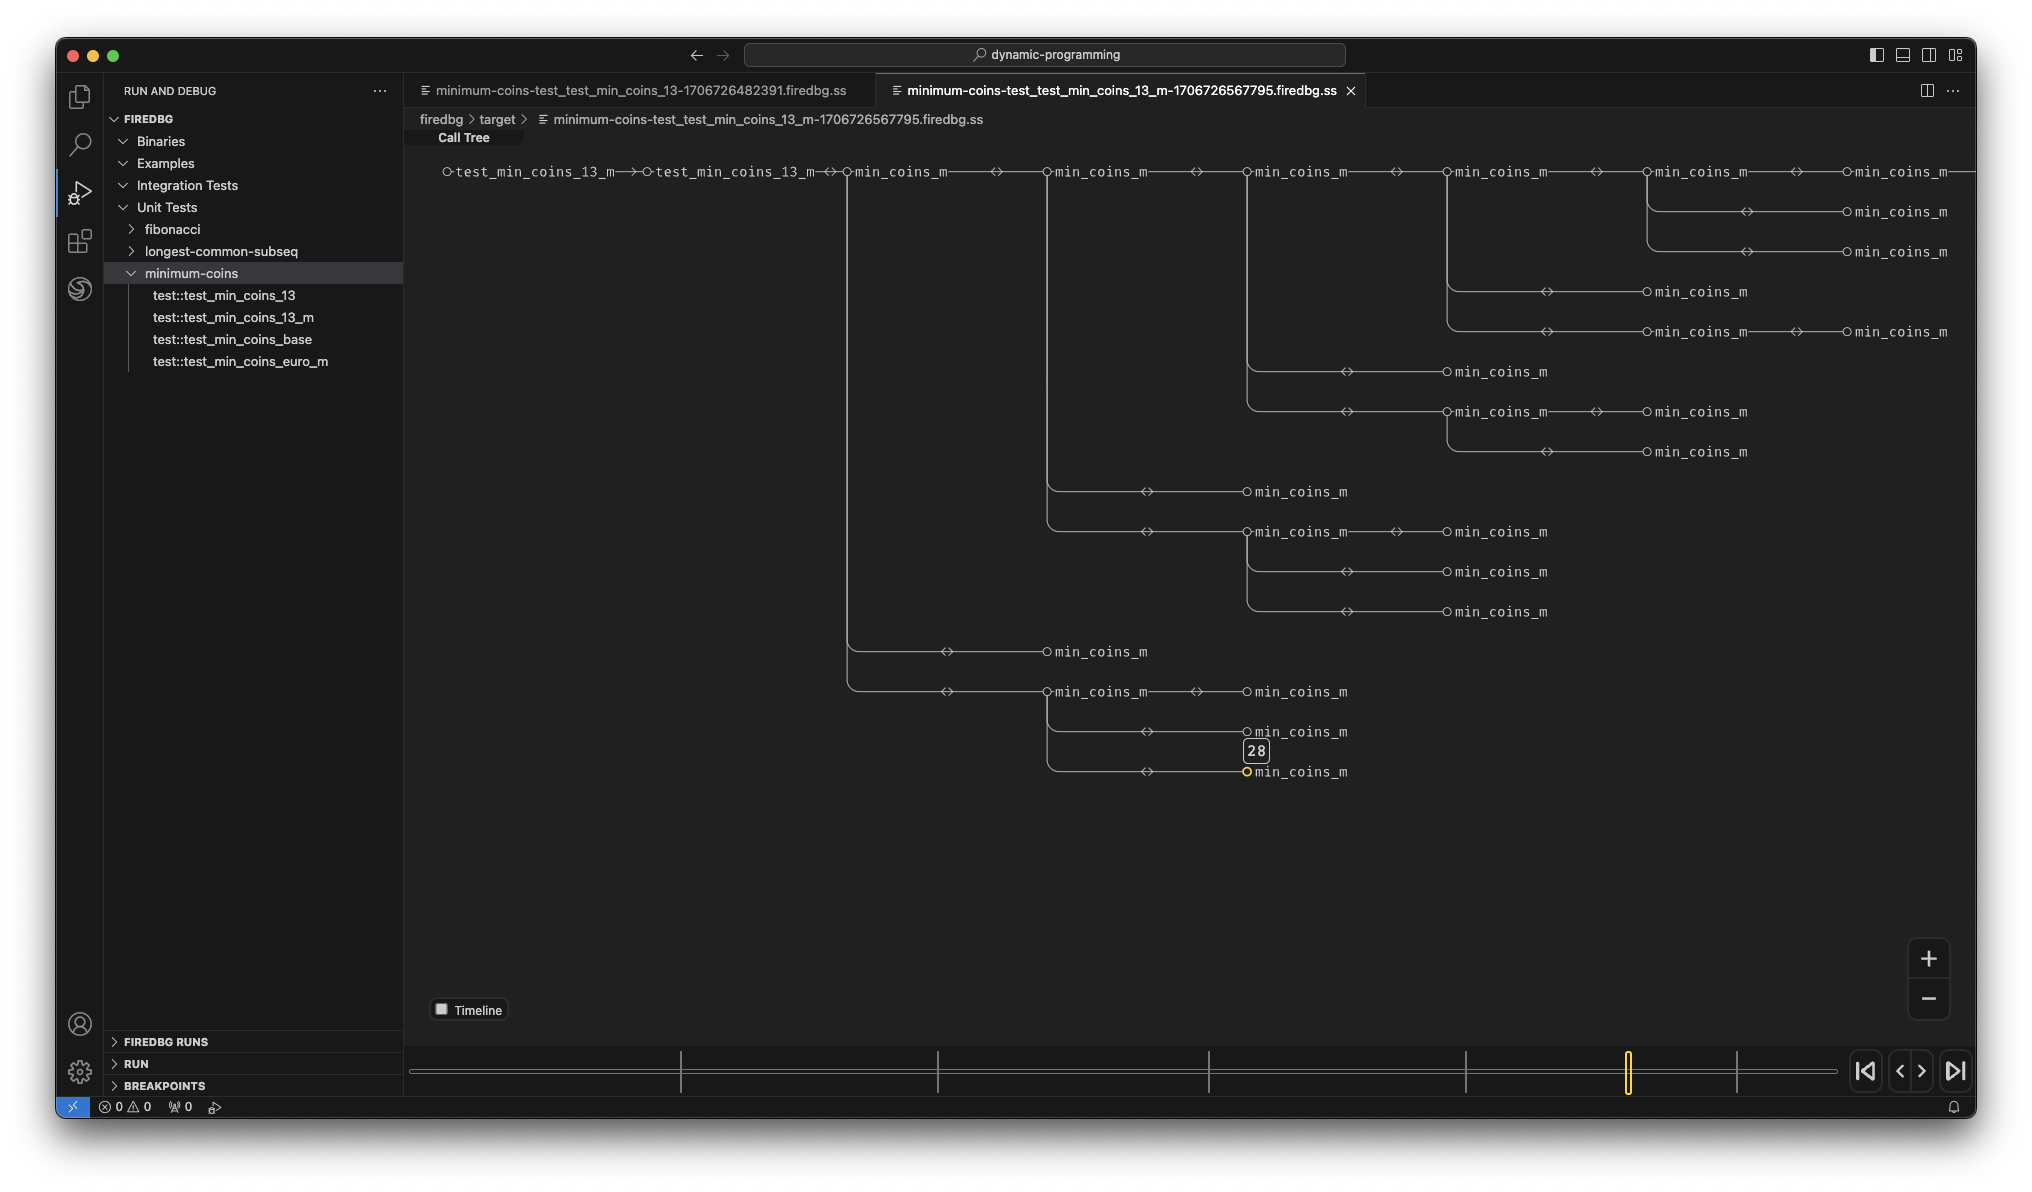 dynamic-programming
RUN AND DEBUG
minimum-coins-test_test_min_coins_13-1706726482391.firedbg.ss
minimum-coins-test_test_min_coins_13_m-1706726567795.firedbg.ss
firedbg > target > minimum-coins-test_test_min_coins_13_m-1706726567795.firedbg.ss
FIREDBG
Binaries
Examples
Integration Tests
Unit Tests
fibonacci
longest-common-subseq
minimum-coins
test::test_min_coins_13
test::test_min_coins_13_m
test::test_min_coins_base
test::test_min_coins_euro_m
Call Tree
test_min_coins_13_m test_min_coins_13_m min_coins_m min_coins_m min_coins_m min_coins_m min_coins_m min_coins_m
min_coins_m
min_coins_m
min_coins_m
min_coins_m min_coins_m
min_coins_m
min_coins_m min_coins_m
min_coins_m
min_coins_m
min_coins_m min_coins_m
min_coins_m
min_coins_m
min_coins_m
min_coins_m min_coins_m
min_coins_m
28
min_coins_m
Timeline
+
−
FIREDBG RUNS
RUN
BREAKPOINTS
0 0 0